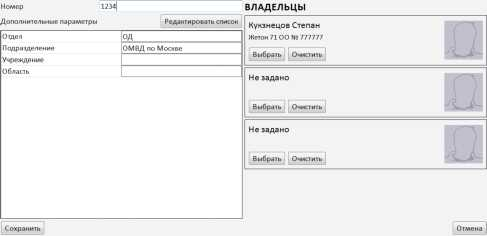 Номер 1234
Дополнительные параметры Редактировать список
Отдел ОД
Подразделение ОМВД по Москве
Учреждение
Область
Сохранить
ВЛАДЕЛЬЦЫ
Кукзнецов Степан
Жетон 71 ОО № 777777
Выбрать Очистить
Не задано
Выбрать Очистить
Не задано
Выбрать Очистить
Отмена